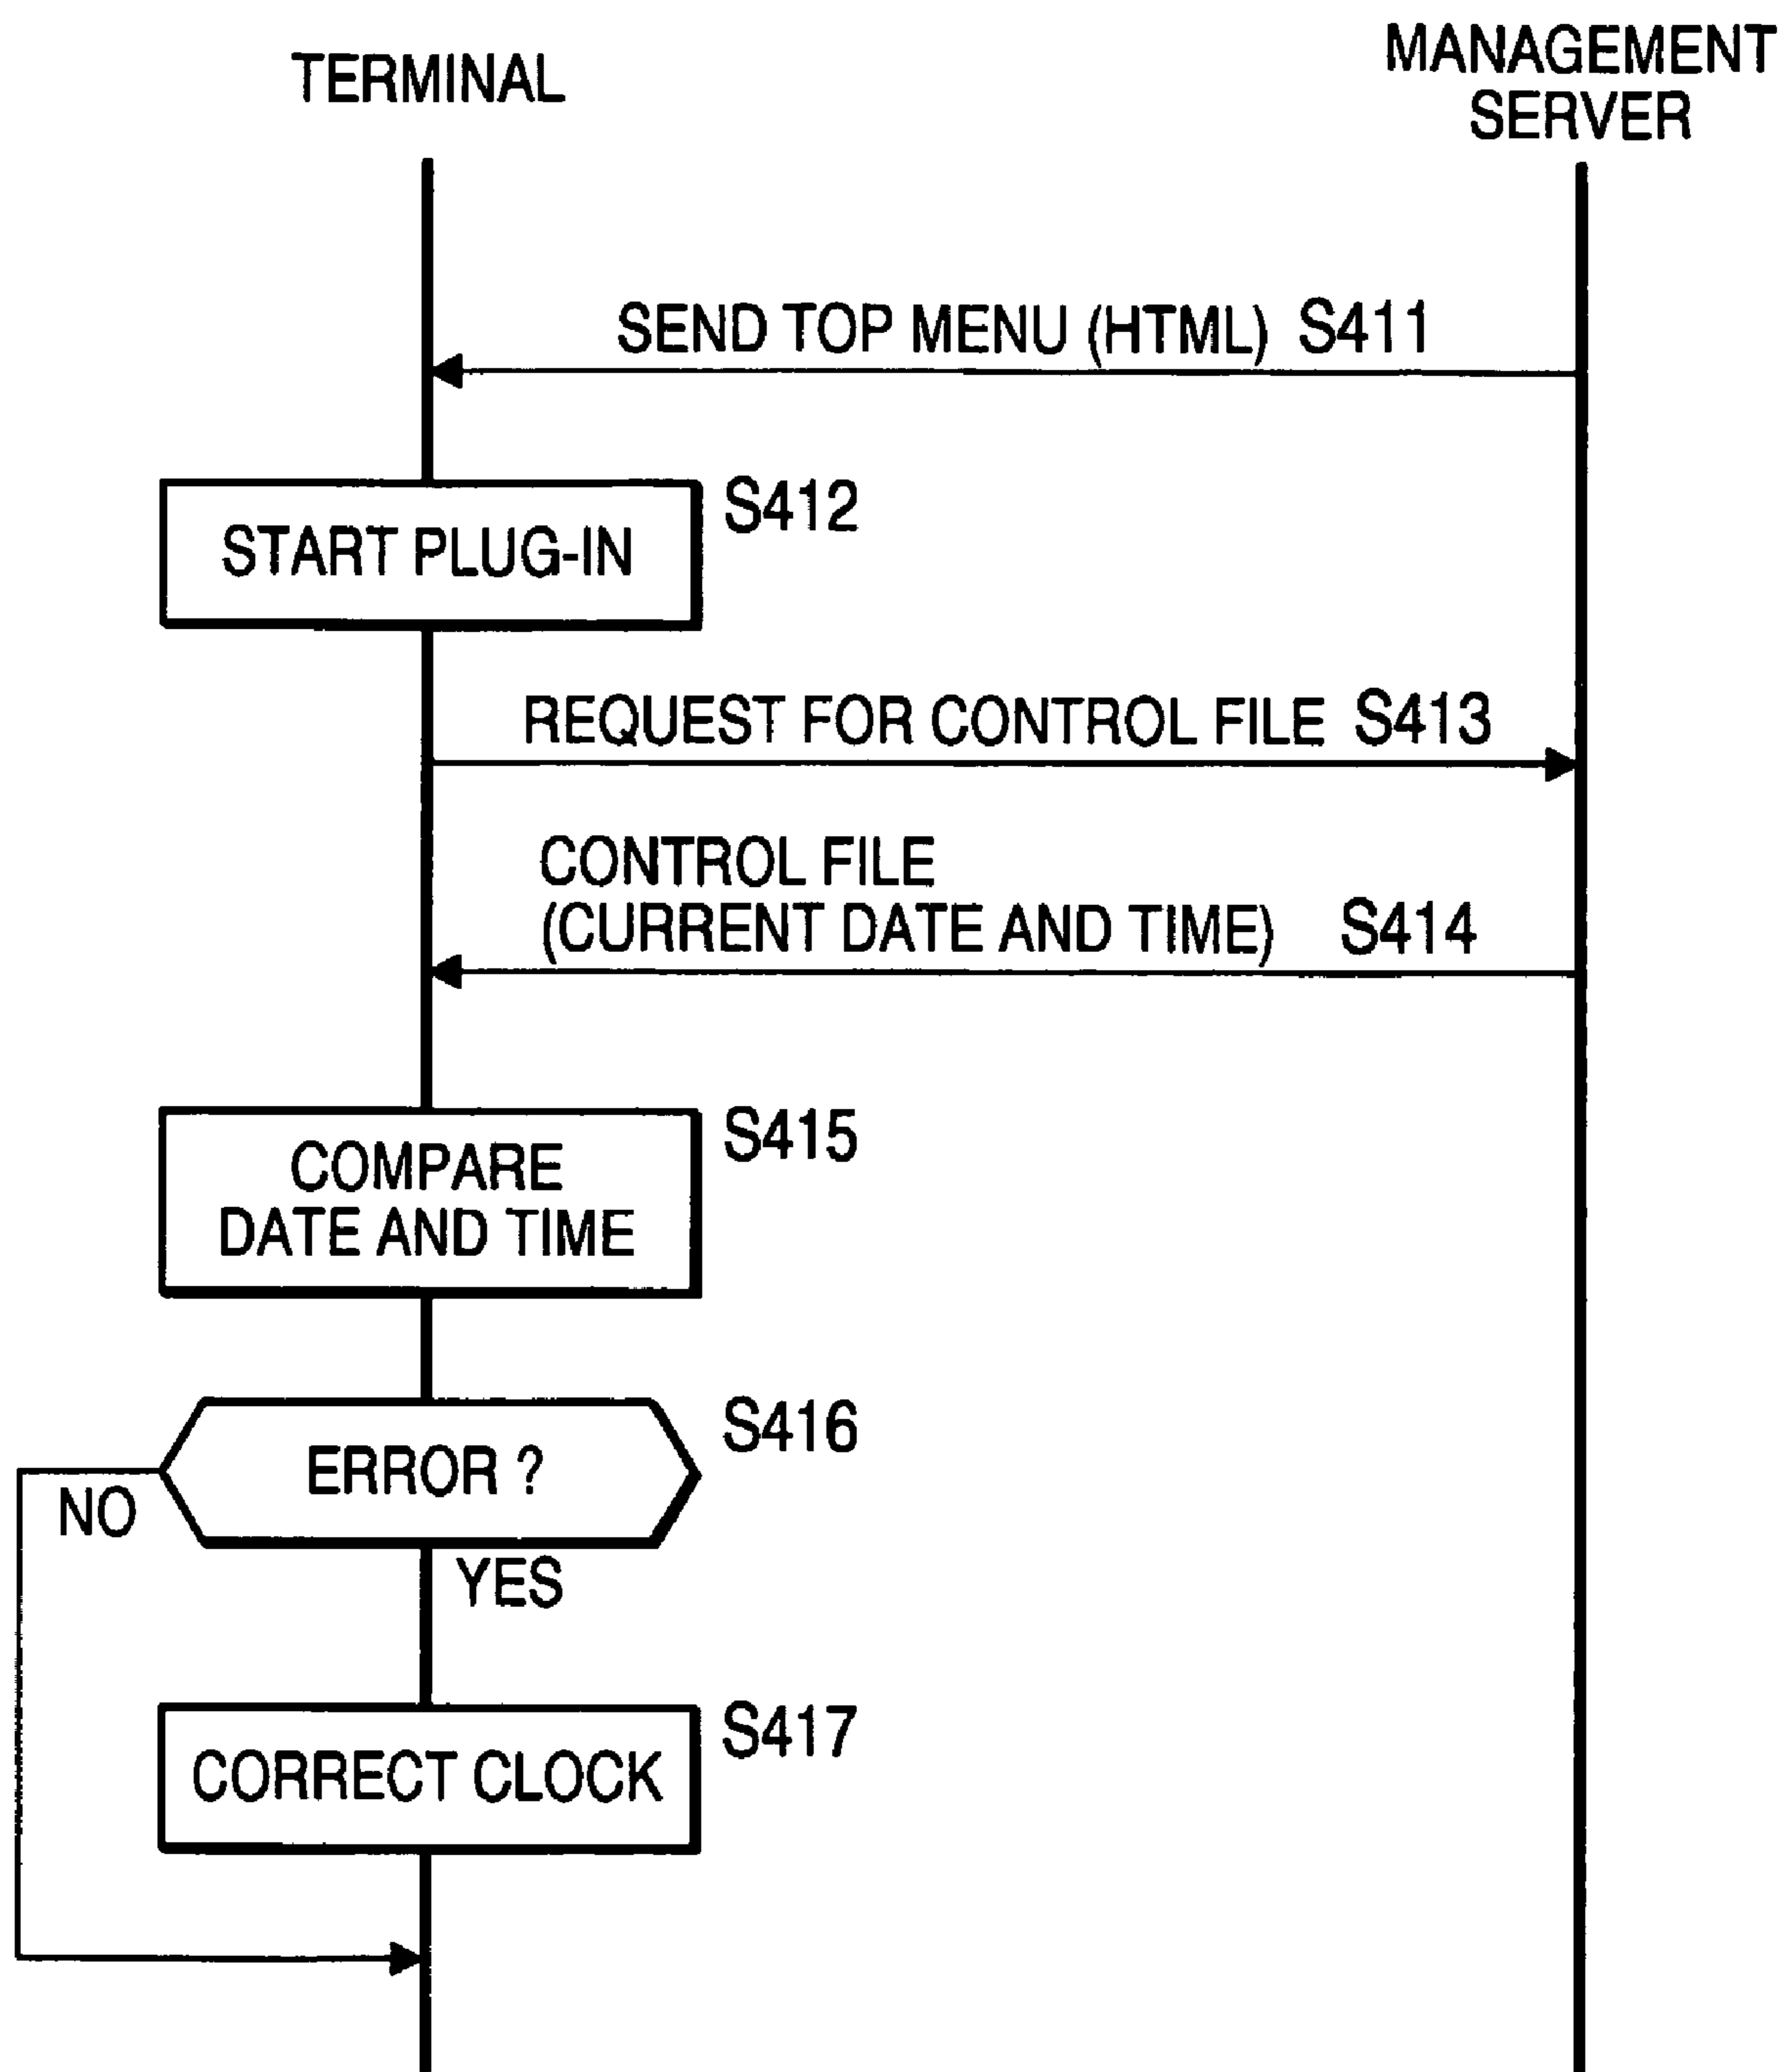 TERMINAL
MANAGEMENT
SERVER
SEND TOP MENU (HTML) S411
S412
START PLUG-IN
REQUEST FOR CONTROL FILE S413
CONTROL FILE
(CURRENT DATE AND TIME) S414
S415
COMPARE
DATE AND TIME
S416
ERROR ?
NO
YES
S417
CORRECT CLOCK